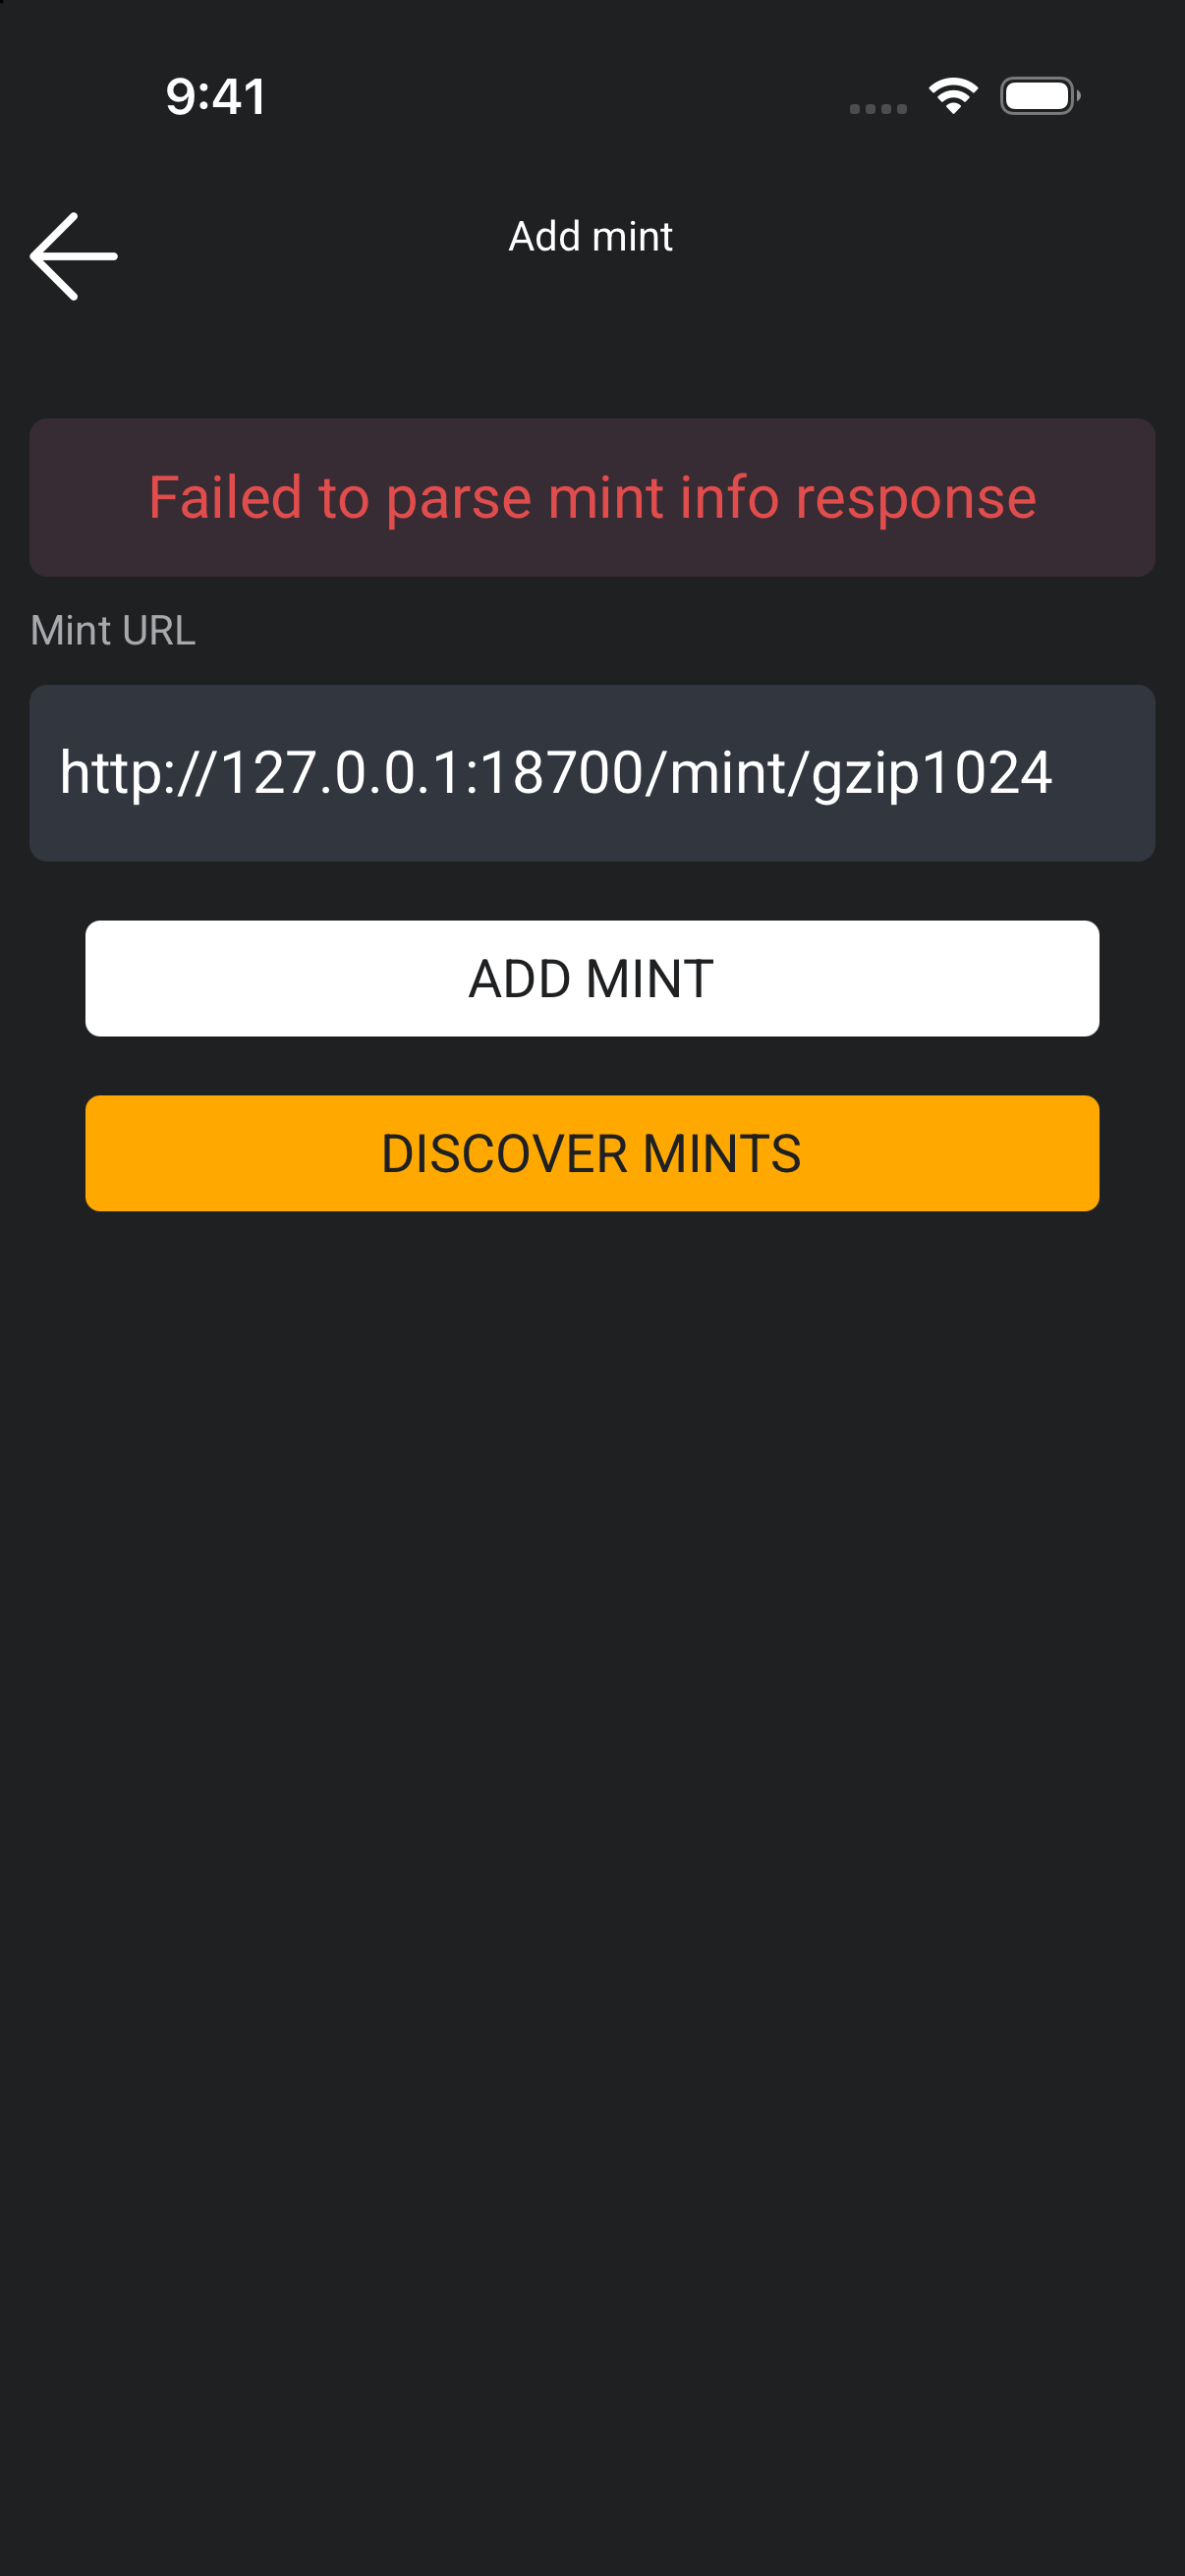 9:41
Add mint
Failed to parse mint info response
Mint URL
http://127.0.0.1:18700/mint/gzip1024
ADD MINT
DISCOVER MINTS